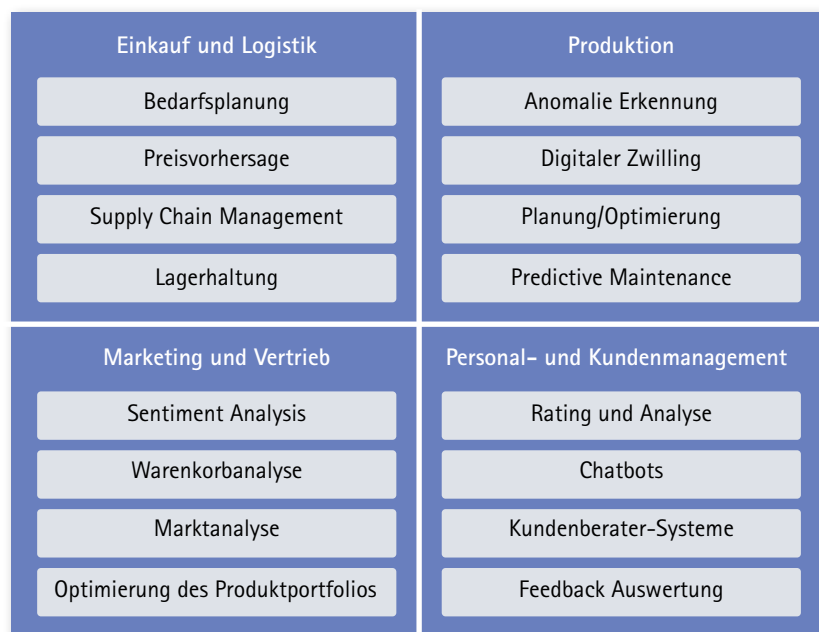 Einkauf und Logistik
Bedarfsplanung
Preisvorhersage
Supply Chain Management
Lagerhaltung
Produktion
Anomalie Erkennung
Digitaler Zwilling
Planung/Optimierung
Predictive Maintenance
Marketing und Vertrieb
Sentiment Analysis
Warenkorbanalyse
Marktanalyse
Optimierung des Produktportfolios
Personal- und Kundenmanagement
Rating und Analyse
Chatbots
Kundenberater-Systeme
Feedback Auswertung